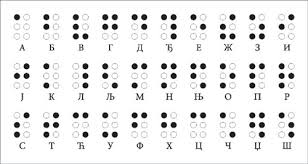 А Б В Г Д Ђ Е Ж З И
Ј К Л Љ М Н Њ О П Р
С Т Ћ У Ф Х Ц Ч Џ Ш